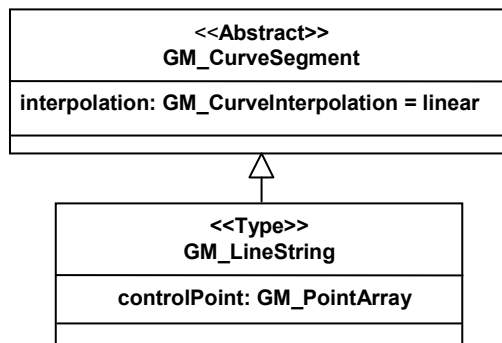 <<Abstract>>
GM_CurveSegment
interpolation: GM_CurveInterpolation = linear
<<Type>>
GM_LineString
controlPoint: GM_PointArray